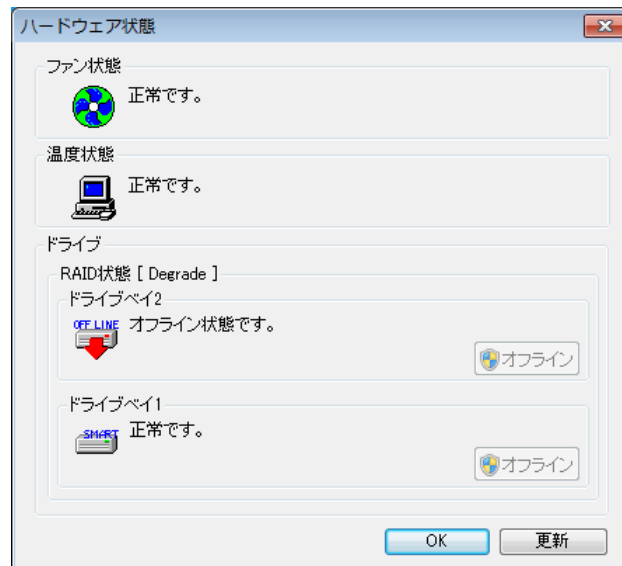 ハードウェア状態
ファン状態
正常です。
温度状態
正常です。
ドライブ
RAID状態 [ Degrade ]
ドライブベイ2
OFF LINE オフライン状態です。
オフライン
ドライブベイ1
SMART 正常です。
オフライン
OK 更新